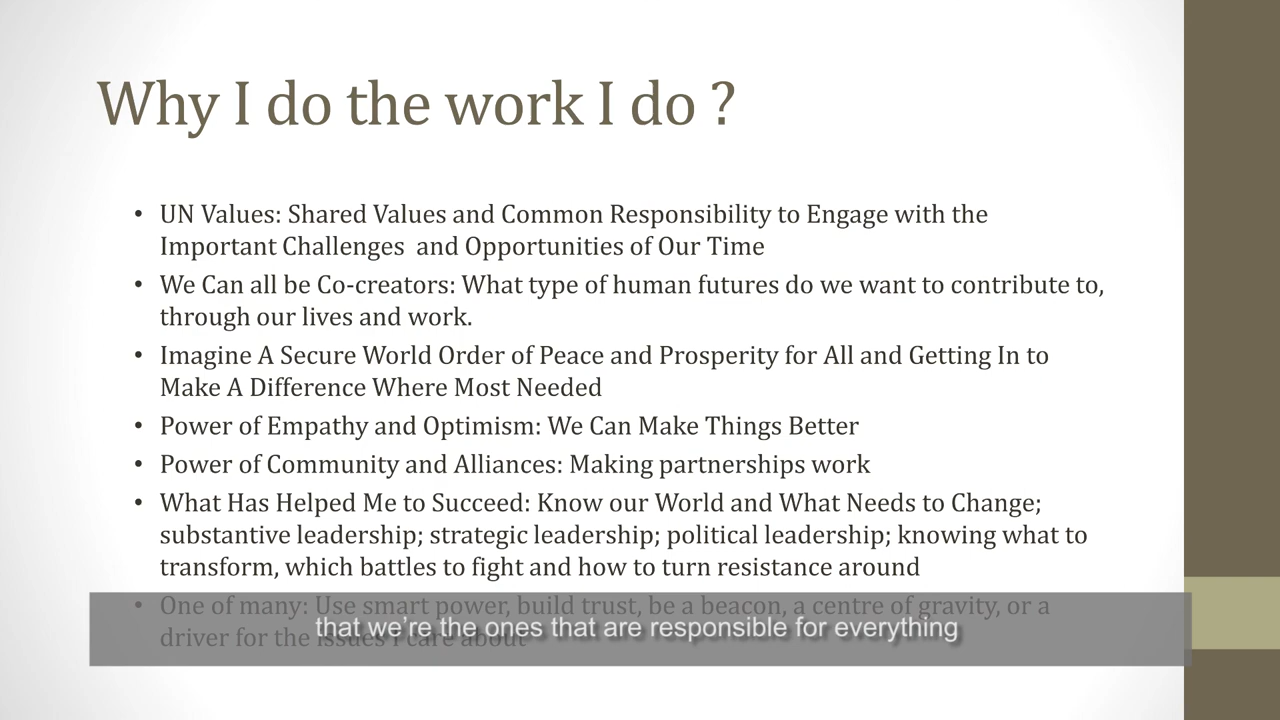 Why I do the work I do ?
• UN Values: Shared Values and Common Responsibility to Engage with the
Important Challenges  and Opportunities of Our Time
• We Can all be Co-creators: What type of human futures do we want to contribute to,
through our lives and work.
• Imagine A Secure World Order of Peace and Prosperity for All and Getting In to
Make A Difference Where Most Needed
• Power of Empathy and Optimism: We Can Make Things Better
• Power of Community and Alliances: Making partnerships work
• What Has Helped Me to Succeed: Know our World and What Needs to Change;
substantive leadership; strategic leadership; political leadership; knowing what to
transform, which battles to fight and how to turn resistance around
• One of many: Use smart power, build trust, be a beacon, a centre of gravity, or a
driver for the issues I care about
that we’re the ones that are responsible for everything